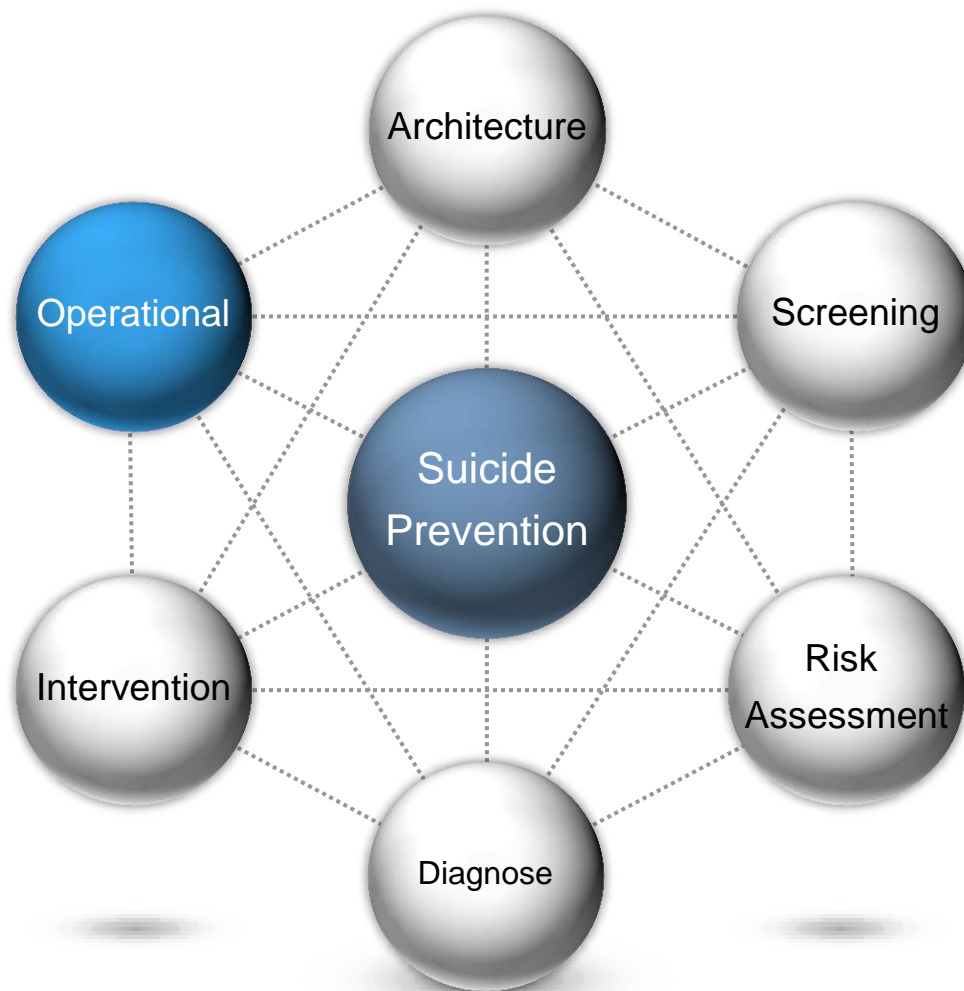 Architecture
Operational
Screening
Suicide
Prevention
Intervention
Risk
Assessment
Diagnose